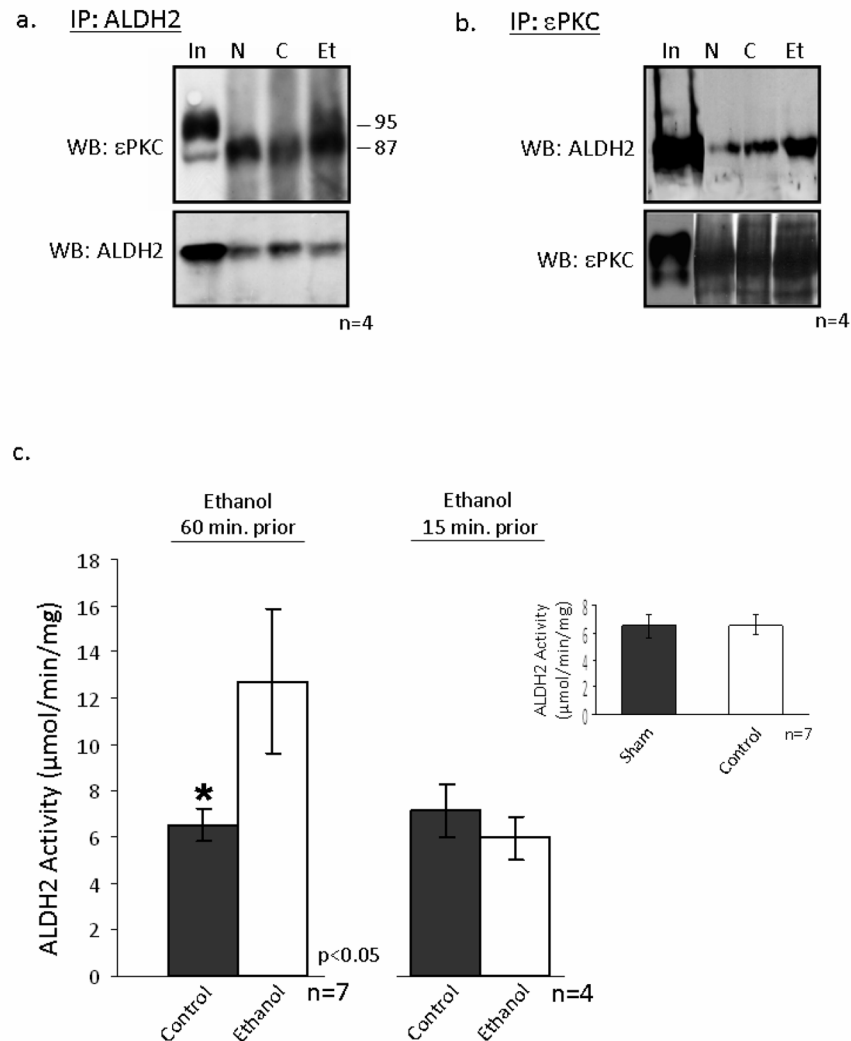 a. IP: ALDH2
In N C Et
WB: εPKC
95
87
WB: ALDH2
n=4
b. IP: εPKC
In N C Et
WB: ALDH2
WB: εPKC
n=4
c.
Ethanol
60 min. prior
Ethanol
15 min. prior
ALDH2 Activity (µmol/min/mg)
18
16
14
12
10
8
6
4
2
0
*
Control
Ethanol
n=7
p<0.05
Control
Ethanol
n=4
ALDH2 Activity
(µmol/min/mg)
8
6
4
2
0
Sham
Control
n=7